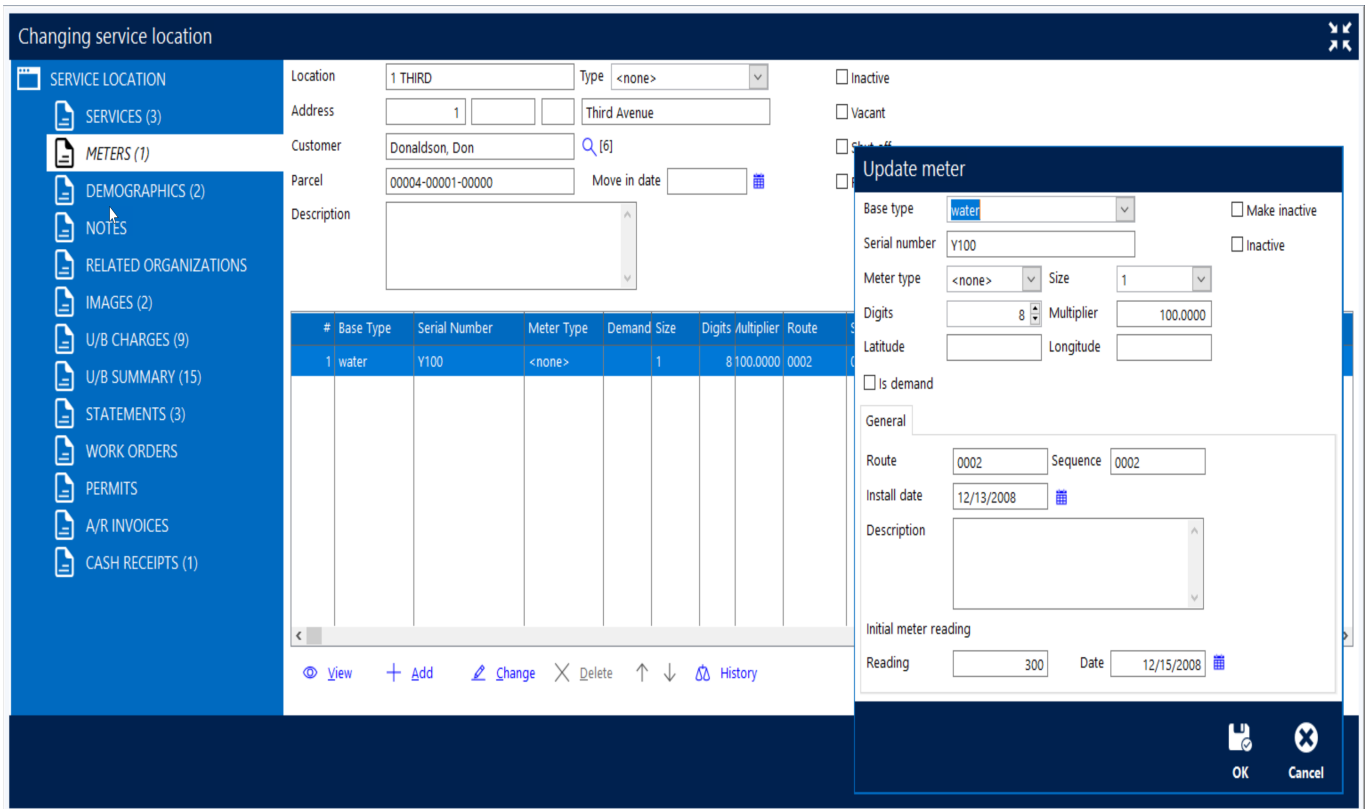 Changing service location
SERVICE LOCATION
SERVICES (3)
METERS (1)
DEMOGRAPHICS (2)
NOTES
RELATED ORGANIZATIONS
IMAGES (2)
U/B CHARGES (9)
U/B SUMMARY (15)
STATEMENTS (3)
WORK ORDERS
PERMITS
A/R INVOICES
CASH RECEIPTS (1)
Location 1 THIRD Type <none> Inactive
Address 1 Third Avenue Vacant
Customer Donaldson, Don [6]
Parcel 00004-00001-00000 Move in date
Description
# Base Type Serial Number Meter Type Demand Size Digits Multiplier Route
1 water Y100 <none> 1 8 100.0000 0002
View Add Change Delete History
Update meter
Base type water Make inactive
Serial number Y100 Inactive
Meter type <none> Size 1
Digits 8 Multiplier 100.0000
Latitude Longitude
Is demand
General
Route 0002 Sequence 0002
Install date 12/13/2008
Description
Initial meter reading
Reading 300 Date 12/15/2008
OK Cancel